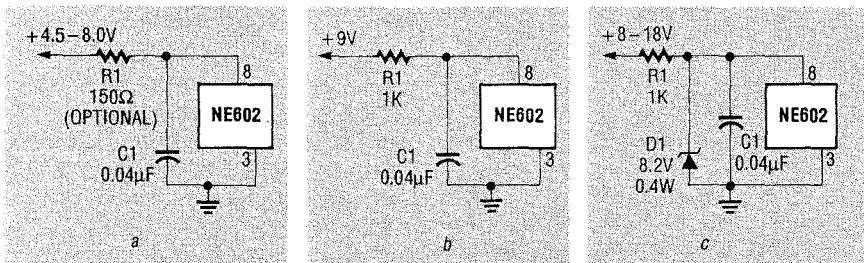 +4.5–8.0V
R1
150Ω
(OPTIONAL)
8
NE602
C1
0.04μF
3
a
+9V
R1
1K
8
NE602
C1
0.04μF
3
b
+8–18V
R1
1K
8
NE602
D1
8.2V
0.4W
C1
0.04μF
3
c